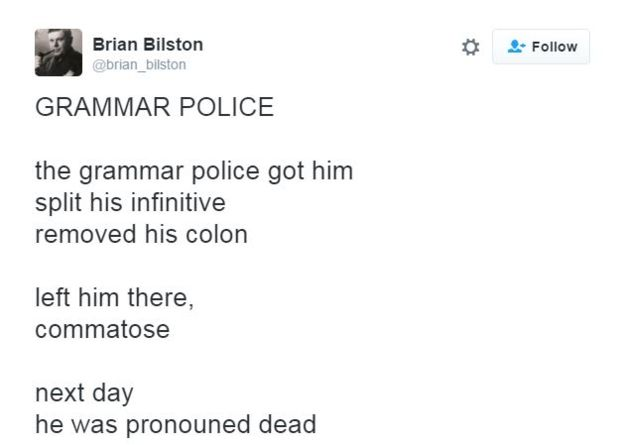 Brian Bilston
@brian_bilston
Follow
GRAMMAR POLICE
the grammar police got him
split his infinitive
removed his colon
left him there,
commatose
next day
he was pronouned dead